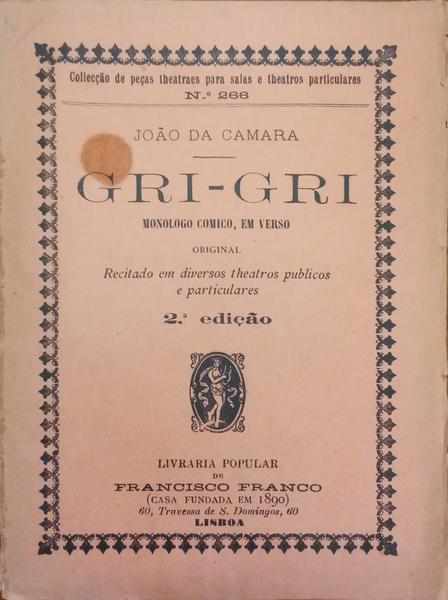 Collecção de peças theatraes para salas e theatros particulares
N.º 266
JOÃO DA CAMARA
GRI-GRI
MONOLOGO COMICO, EM VERSO
ORIGINAL
Recitado em diversos theatros publicos
e particulares
2.ª edição
LIVRARIA POPULAR
DE
FRANCISCO FRANCO
(CASA FUNDADA EM 1890)
60, Travessa de S. Domingos, 60
LISBOA